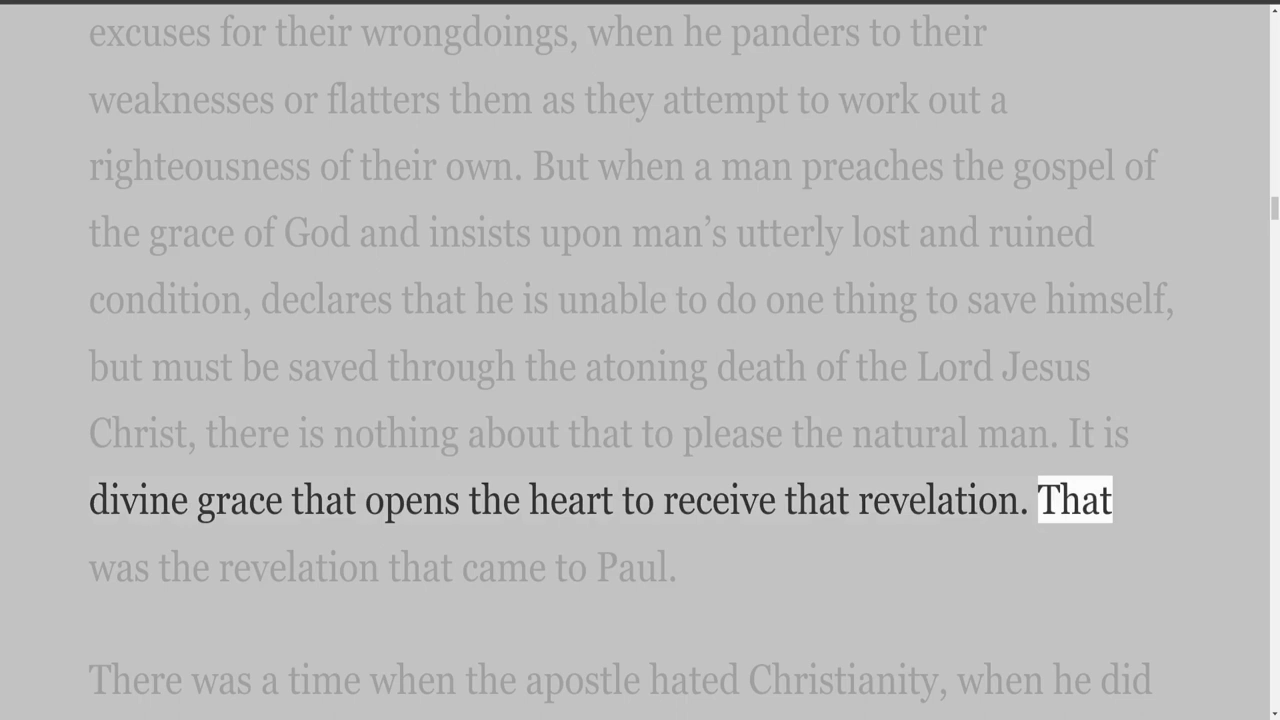 excuses for their wrongdoings, when he panders to their
weaknesses or flatters them as they attempt to work out a
righteousness of their own. But when a man preaches the gospel of
the grace of God and insists upon man’s utterly lost and ruined
condition, declares that he is unable to do one thing to save himself,
but must be saved through the atoning death of the Lord Jesus
Christ, there is nothing about that to please the natural man. It is
divine grace that opens the heart to receive that revelation. That
was the revelation that came to Paul.
There was a time when the apostle hated Christianity, when he did